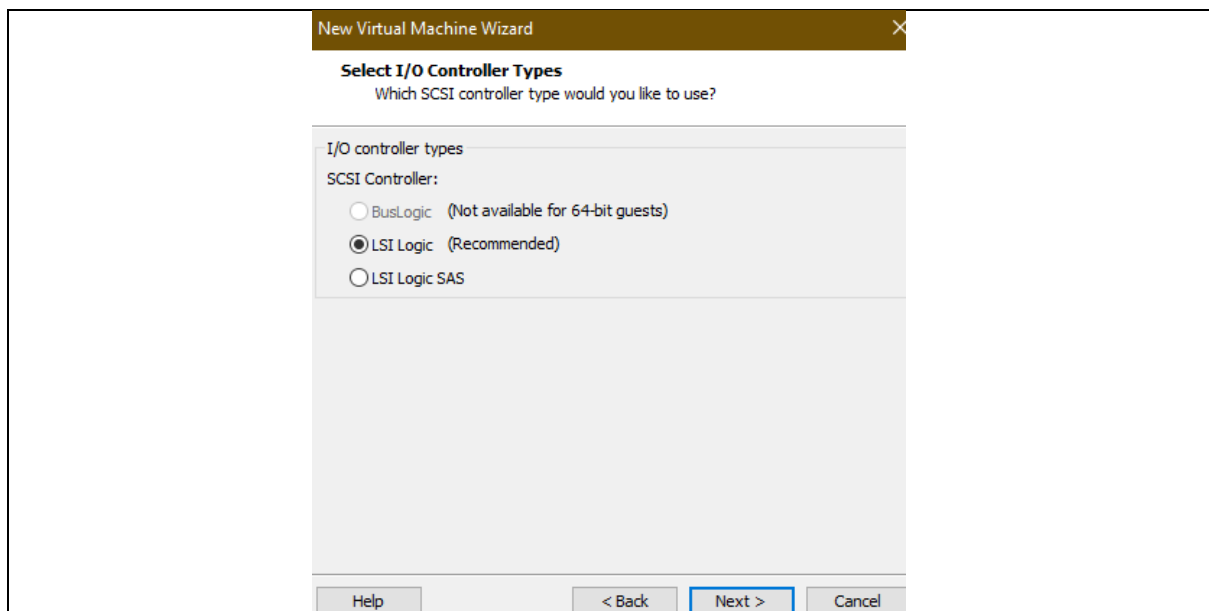 New Virtual Machine Wizard
Select I/O Controller Types
Which SCSI controller type would you like to use?
I/O controller types
SCSI Controller:
BusLogic (Not available for 64-bit guests)
LSI Logic (Recommended)
LSI Logic SAS
Help < Back Next > Cancel